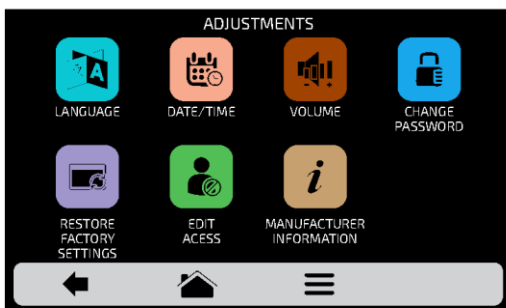 ADJUSTMENTS
A
LANGUAGE
DATE/TIME
VOLUME
CHANGE
PASSWORD
RESTORE
FACTORY
SETTINGS
EDIT
ACESS
i
MANUFACTURER
INFORMATION